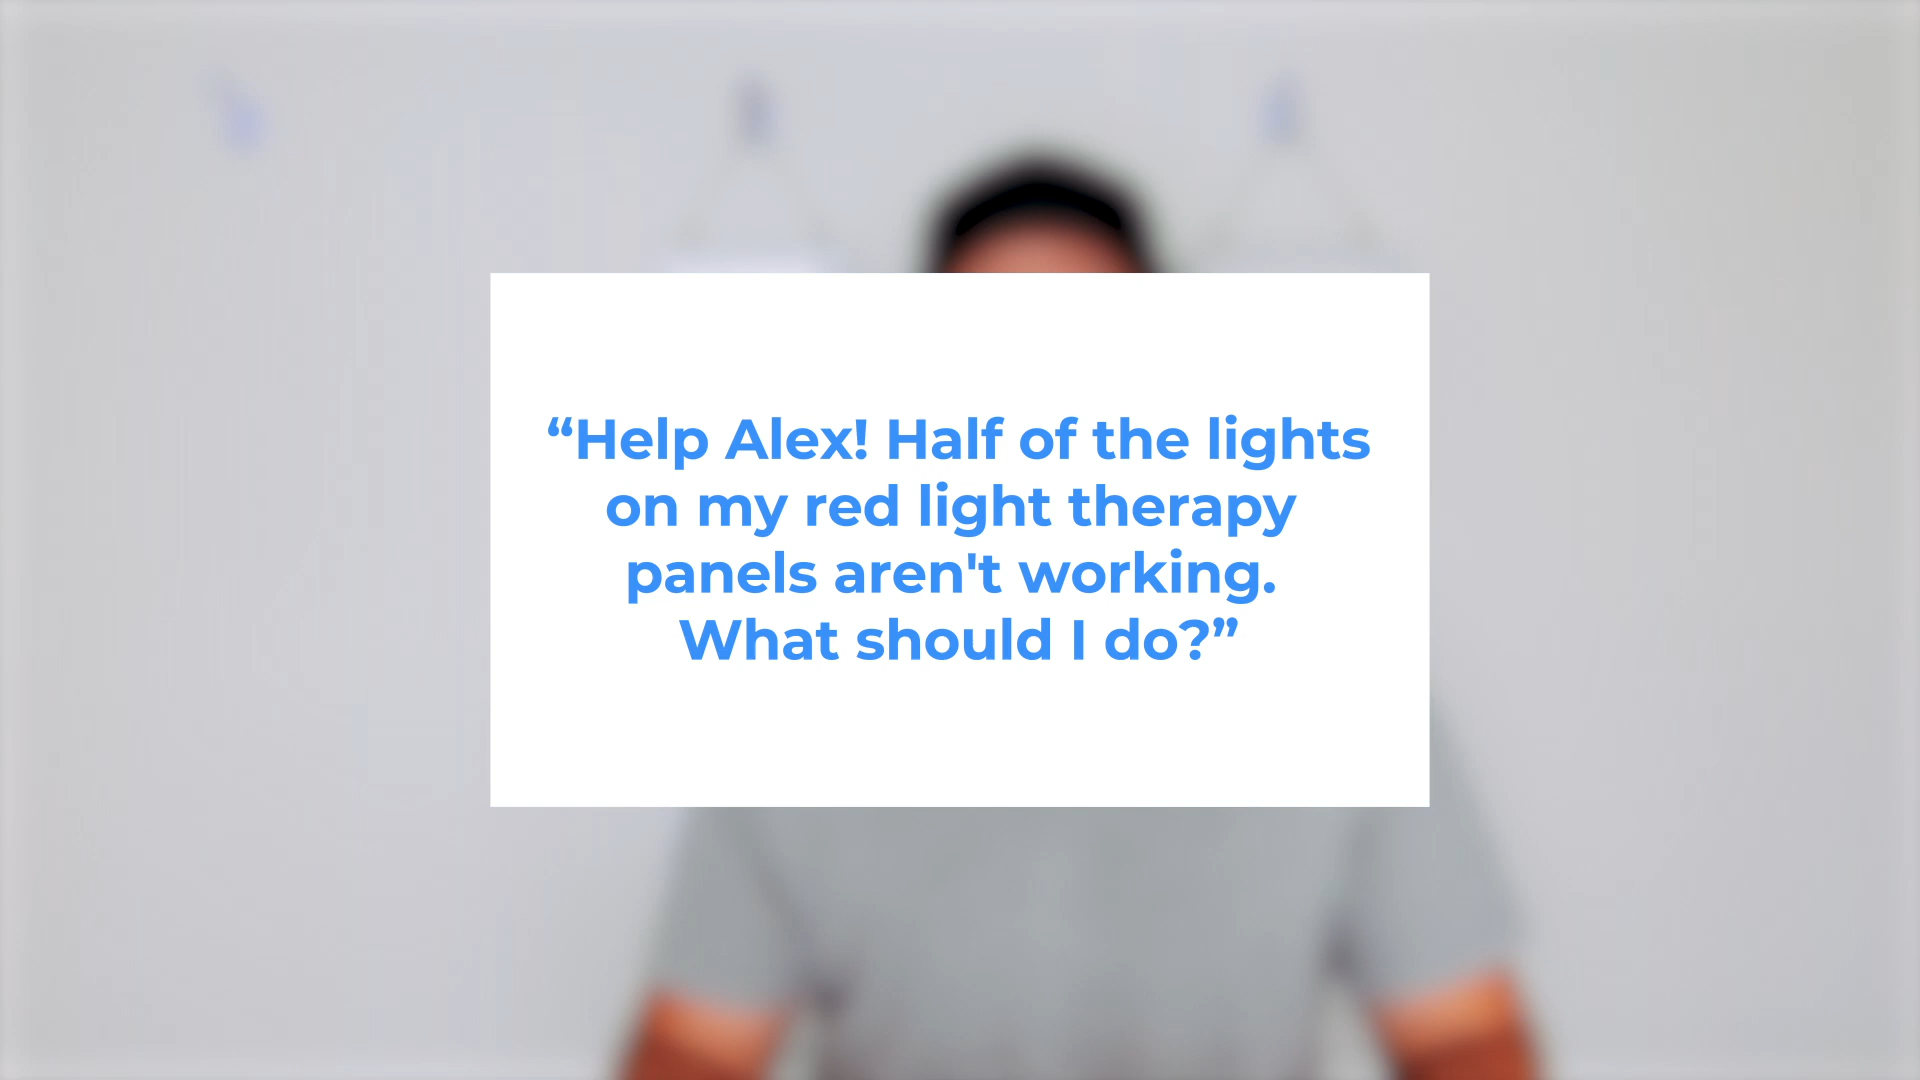 “Help Alex! Half of the lights
on my red light therapy
panels aren't working.
What should I do?”